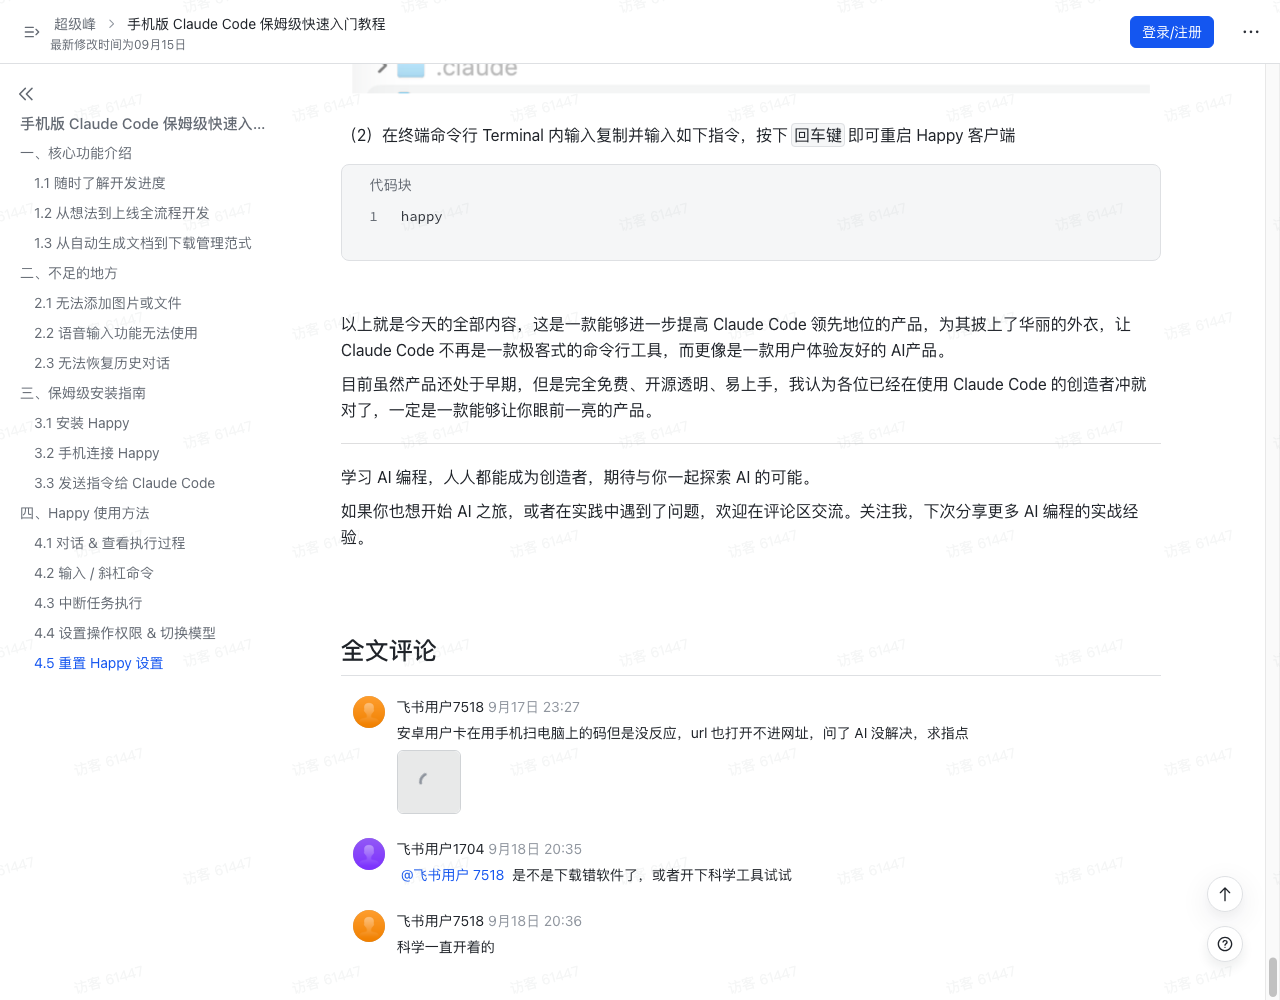 超级峰 > 手机版 Claude Code 保姆级快速入门教程
最新修改时间为09月15日
登录/注册
手机版 Claude Code 保姆级快速入...
一、核心功能介绍
1.1 随时了解开发进度
1.2 从想法到上线全流程开发
1.3 从自动生成文档到下载管理范式
二、不足的地方
2.1 无法添加图片或文件
2.2 语音输入功能无法使用
2.3 无法恢复历史对话
三、保姆级安装指南
3.1 安装 Happy
3.2 手机连接 Happy
3.3 发送指令给 Claude Code
四、Happy 使用方法
4.1 对话 & 查看执行过程
4.2 输入 / 斜杠命令
4.3 中断任务执行
4.4 设置操作权限 & 切换模型
4.5 重置 Happy 设置
.claude
（2）在终端命令行 Terminal 内输入复制并输入如下指令，按下 回车键 即可重启 Happy 客户端
代码块
1 happy
以上就是今天的全部内容，这是一款能够进一步提高 Claude Code 领先地位的产品，为其披上了华丽的外衣，让
Claude Code 不再是一款极客式的命令行工具，而更像是一款用户体验友好的 AI产品。
目前虽然产品还处于早期，但是完全免费、开源透明、易上手，我认为各位已经在使用 Claude Code 的创造者冲就
对了，一定是一款能够让你眼前一亮的产品。
学习 AI 编程，人人都能成为创造者，期待与你一起探索 AI 的可能。
如果你也想开始 AI 之旅，或者在实践中遇到了问题，欢迎在评论区交流。关注我，下次分享更多 AI 编程的实战经
验。
全文评论
飞书用户7518 9月17日 23:27
安卓用户卡在用手机扫电脑上的码但是没反应，url 也打开不进网址，问了 AI 没解决，求指点
飞书用户1704 9月18日 20:35
@飞书用户 7518 是不是下载错软件了，或者开下科学工具试试
飞书用户7518 9月18日 20:36
科学一直开着的
访客 61447